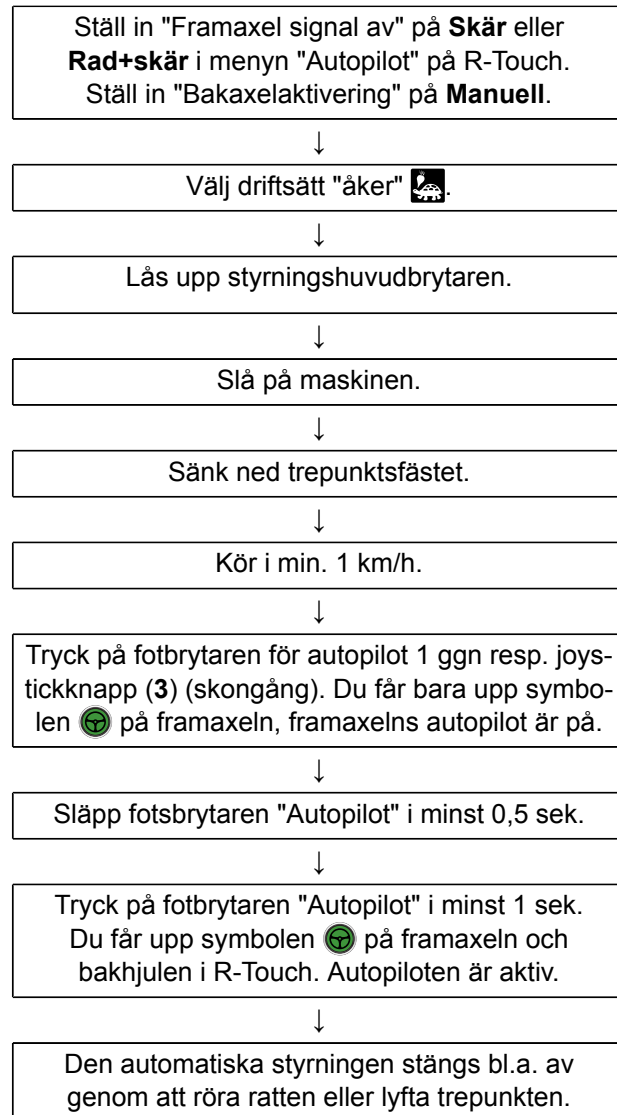 Ställ in "Framaxel signal av" på Skär eller
Rad+skär i menyn "Autopilot" på R-Touch.
Ställ in "Bakaxelaktivering" på Manuell.
↓
Välj driftsätt "åker" .
↓
Lås upp styrningshuvudbrytaren.
↓
Slå på maskinen.
↓
Sänk ned trepunktsfästet.
↓
Kör i min. 1 km/h.
↓
Tryck på fotbrytaren för autopilot 1 ggn resp. joys-
tickknapp (3) (skongång). Du får bara upp symbo-
len på framaxeln, framaxelns autopilot är på.
↓
Släpp fotsbrytaren "Autopilot" i minst 0,5 sek.
↓
Tryck på fotbrytaren "Autopilot" i minst 1 sek.
Du får upp symbolen på framaxeln och
bakhjulen i R-Touch. Autopiloten är aktiv.
↓
Den automatiska styrningen stängs bl.a. av
genom att röra ratten eller lyfta trepunkten.